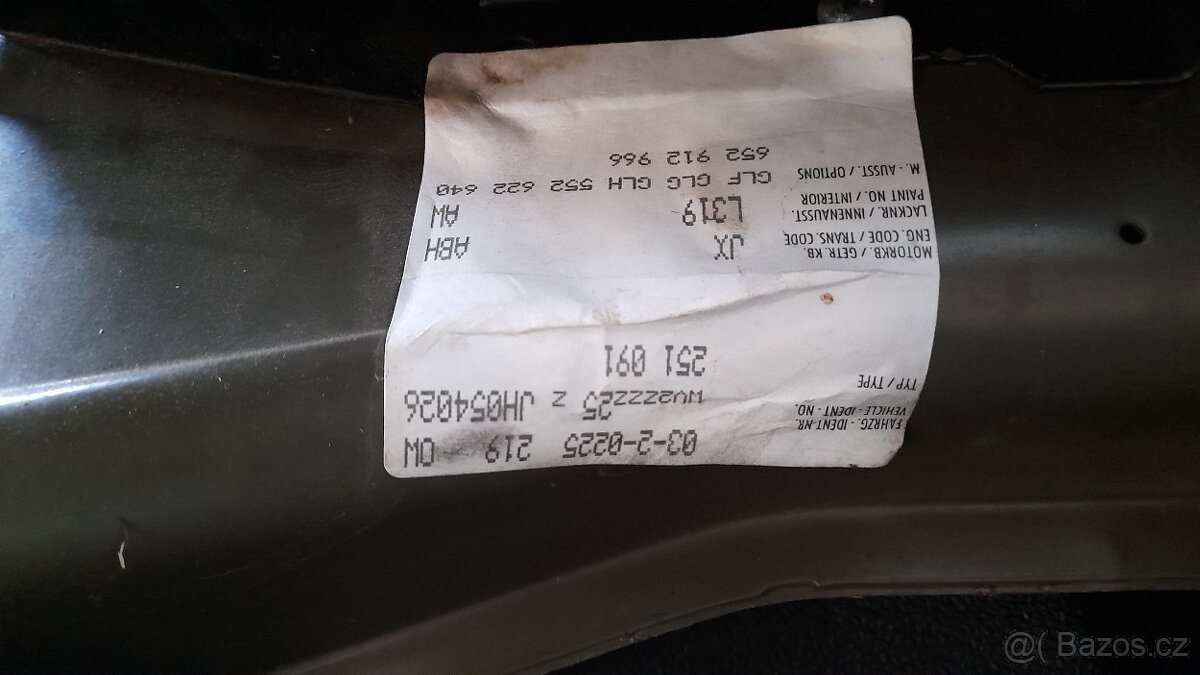 03-2-0225 219 OW
FAHRZG.-IDENT-NR.
VEHICLE-IDENT-NO.
WV2ZZZ25 Z JH054026
TYP / TYPE
251 091
MOTORKB / GETR. KB.
ENG. CODE / TRANS. CODE
JX ABH
LACKNR. / INNENAUSST.
PAINT NO. / INTERIOR
L319 AW
M.-AUSST. / OPTIONS
GLF GLG GLH 552 622 640
652 912 966
@( Bazoš.cz